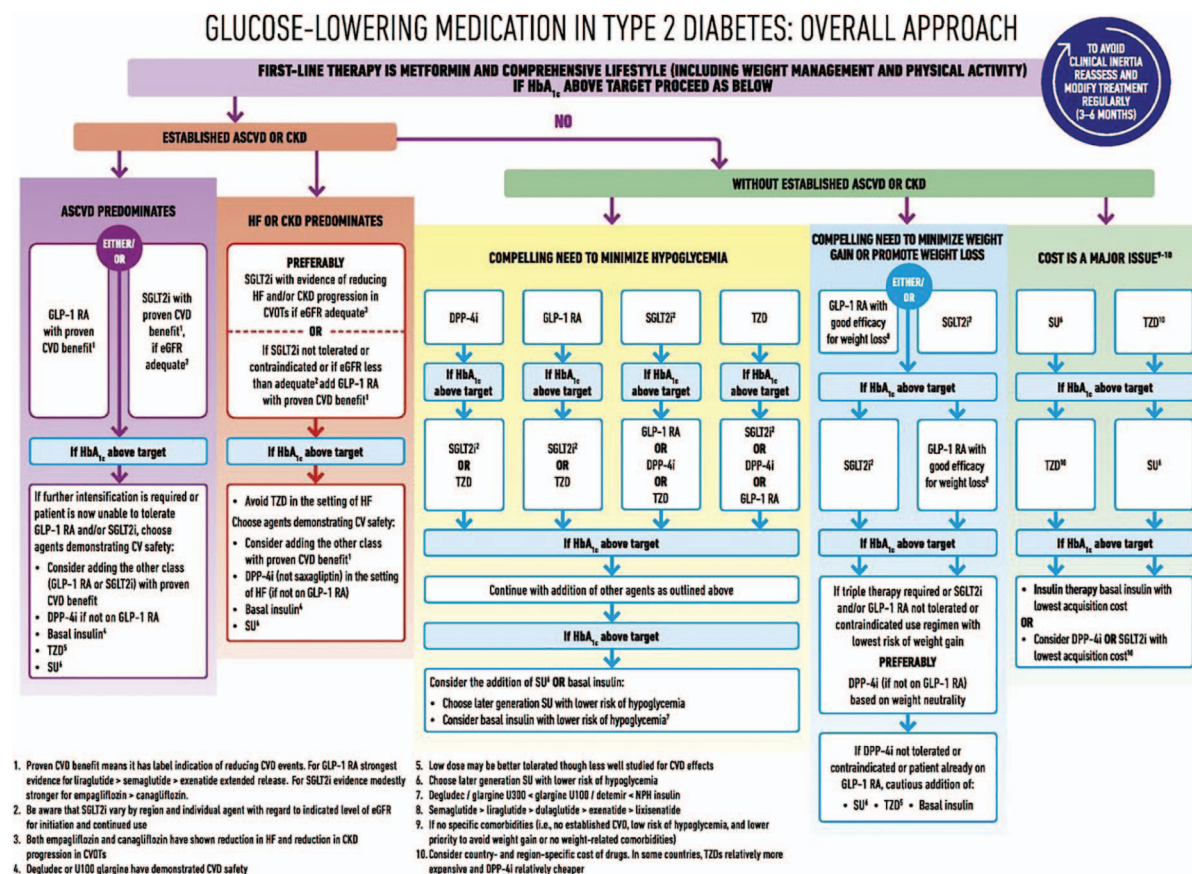 GLUCOSE-LOWERING MEDICATION IN TYPE 2 DIABETES: OVERALL APPROACH
TO AVOID
CLINICAL INERTIA
REASSESS AND
MODIFY TREATMENT
REGULARLY
(3–6 MONTHS)
FIRST-LINE THERAPY IS METFORMIN AND COMPREHENSIVE LIFESTYLE (INCLUDING WEIGHT MANAGEMENT AND PHYSICAL ACTIVITY)
IF HbA1c ABOVE TARGET PROCEED AS BELOW
NO
ESTABLISHED ASCVD OR CKD
WITHOUT ESTABLISHED ASCVD OR CKD
ASCVD PREDOMINATES
EITHER/
OR
GLP-1 RA
with proven
CVD benefit¹
SGLT2i with
proven CVD
benefit¹,
if eGFR
adequate²
If HbA1c above target
If further intensification is required or
patient is now unable to tolerate
GLP-1 RA and/or SGLT2i, choose
agents demonstrating CV safety:
• Consider adding the other class
(GLP-1 RA or SGLT2i) with proven
CVD benefit
• DPP-4i if not on GLP-1 RA
• Basal insulin⁴
• TZD⁵
• SU⁶
HF OR CKD PREDOMINATES
PREFERABLY
SGLT2i with evidence of reducing
HF and/or CKD progression in
CVOTs if eGFR adequate³
OR
If SGLT2i not tolerated or
contraindicated or if eGFR less
than adequate² add GLP-1 RA
with proven CVD benefit¹
If HbA1c above target
• Avoid TZD in the setting of HF
Choose agents demonstrating CV safety:
• Consider adding the other class
with proven CVD benefit¹
• DPP-4i (not saxagliptin) in the setting
of HF (if not on GLP-1 RA)
• Basal insulin⁴
• SU⁶
COMPELLING NEED TO MINIMIZE HYPOGLYCEMIA
DPP-4i
GLP-1 RA
SGLT2i²
TZD
If HbA1c
above target
If HbA1c
above target
If HbA1c
above target
If HbA1c
above target
SGLT2i²
OR
TZD
SGLT2i²
OR
TZD
GLP-1 RA
OR
DPP-4i
OR
TZD
SGLT2i²
OR
DPP-4i
OR
GLP-1 RA
If HbA1c above target
Continue with addition of other agents as outlined above
If HbA1c above target
Consider the addition of SU⁶ OR basal insulin:
• Choose later generation SU with lower risk of hypoglycemia
• Consider basal insulin with lower risk of hypoglycemia⁷
COMPELLING NEED TO MINIMIZE WEIGHT
GAIN OR PROMOTE WEIGHT LOSS
EITHER/
OR
GLP-1 RA with
good efficacy
for weight loss⁸
SGLT2i²
If HbA1c above target
SGLT2i²
GLP-1 RA with
good efficacy
for weight loss⁸
If HbA1c above target
If triple therapy required or SGLT2i
and/or GLP-1 RA not tolerated or
contraindicated use regimen with
lowest risk of weight gain
PREFERABLY
DPP-4i (if not on GLP-1 RA)
based on weight neutrality
If DPP-4i not tolerated or
contraindicated or patient already on
GLP-1 RA, cautious addition of:
• SU⁶ • TZD⁵ • Basal insulin
COST IS A MAJOR ISSUE⁹⁻¹⁰
SU⁶
TZD¹⁰
If HbA1c above target
TZD¹⁰
SU⁶
If HbA1c above target
• Insulin therapy basal insulin with
lowest acquisition cost
OR
• Consider DPP-4i OR SGLT2i with
lowest acquisition cost¹⁰
1. Proven CVD benefit means it has label indication of reducing CVD events. For GLP-1 RA strongest
evidence for liraglutide > semaglutide > exenatide extended release. For SGLT2i evidence modestly
stronger for empagliflozin > canagliflozin.
2. Be aware that SGLT2i vary by region and individual agent with regard to indicated level of eGFR
for initiation and continued use
3. Both empagliflozin and canagliflozin have shown reduction in HF and reduction in CKD
progression in CVOTs
4. Degludec or U100 glargine have demonstrated CVD safety
5. Low dose may be better tolerated though less well studied for CVD effects
6. Choose later generation SU with lower risk of hypoglycemia
7. Degludec / glargine U300 < glargine U100 / detemir < NPH insulin
8. Semaglutide > liraglutide > dulaglutide > exenatide > lixisenatide
9. If no specific comorbidities (i.e., no established CVD, low risk of hypoglycemia, and lower
priority to avoid weight gain or no weight-related comorbidities)
10. Consider country- and region-specific cost of drugs. In some countries, TZDs relatively more
expensive and DPP-4i relatively cheaper